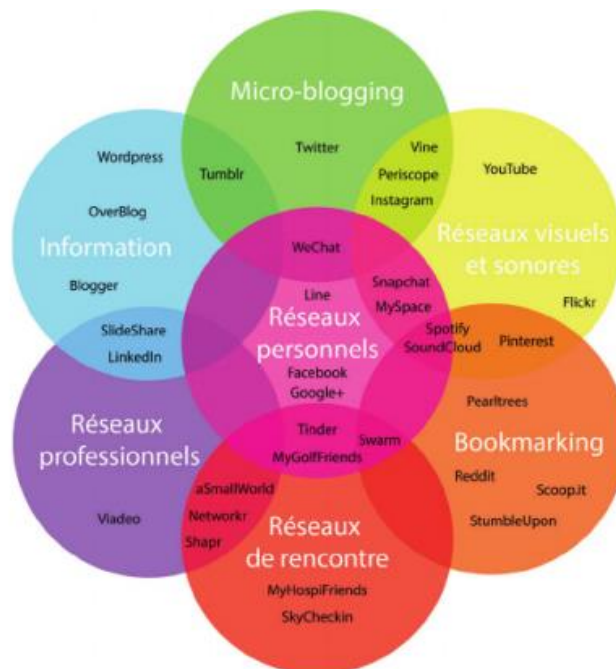 Micro-blogging
Twitter
Vine
Periscope
Instagram
Wordpress
Tumblr
OverBlog
Information
Blogger
YouTube
Réseaux visuels
et sonores
Flickr
WeChat
Line
Snapchat
MySpace
Réseaux
personnels
Facebook
Google+
SlideShare
LinkedIn
Spotify
SoundCloud
Pinterest
Réseaux
professionnels
Viadeo
Tinder
MyGolfFriends
Swarm
Pearltrees
Bookmarking
Reddit
Scoop.it
StumbleUpon
aSmallWorld
Networkr
Shapr
Réseaux
de rencontre
MyHospiFriends
SkyCheckin